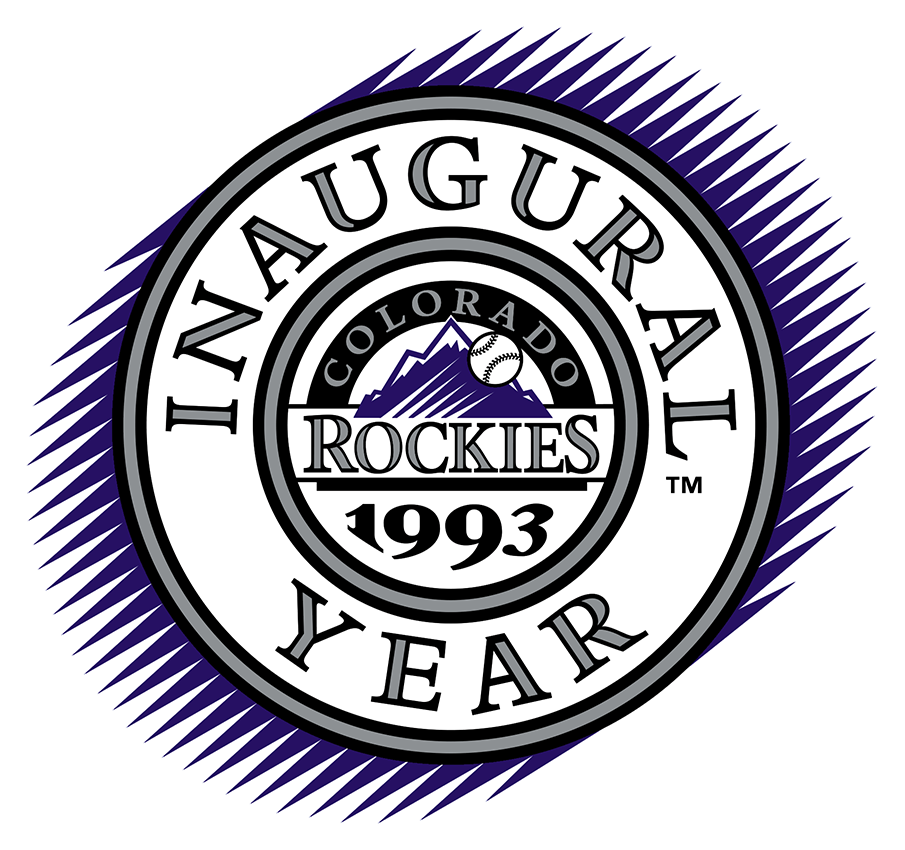 INAUGURAL
COLORADO
ROCKIES
1993
YEAR
TM